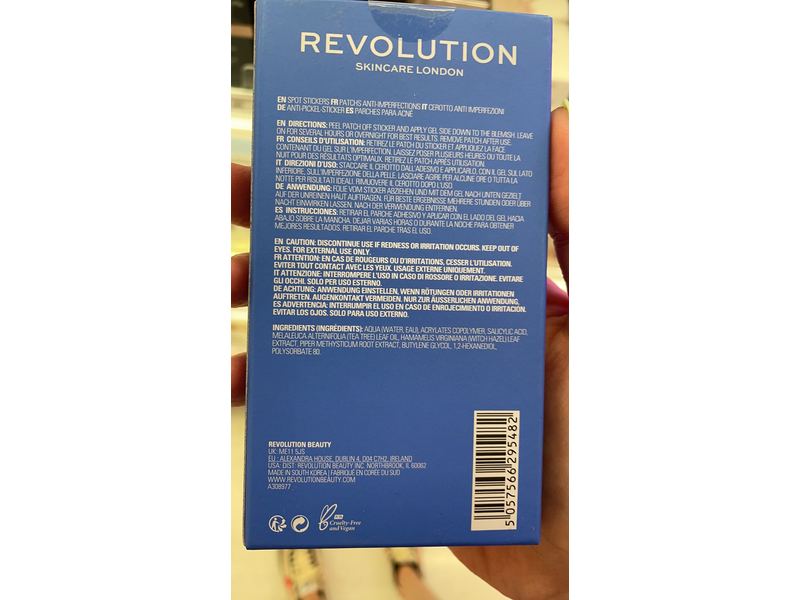 REVOLUTION
SKINCARE LONDON
EN SPOT STICKERS FR PATCHS ANTI-IMPERFECTIONS IT CEROTTO ANTI IMPERFEZIONI
DE ANTI-PICKEL-STICKER ES PARCHES PARA ACNÉ
EN DIRECTIONS: PEEL PATCH OFF STICKER AND APPLY GEL SIDE DOWN TO THE BLEMISH. LEAVE
ON FOR SEVERAL HOURS OR OVERNIGHT FOR BEST RESULTS. REMOVE PATCH AFTER USE.
FR CONSEILS D'UTILISATION: RETIREZ LE PATCH DU STICKER ET APPLIQUEZ LA FACE
CONTENANT DU GEL SUR L'IMPERFECTION. LAISSEZ POSER PLUSIEURS HEURES OU TOUTE LA
NUIT POUR DES RÉSULTATS OPTIMAUX. RETIREZ LE PATCH APRÈS UTILISATION.
IT DIREZIONI D'USO: STACCARE IL CEROTTO DALL'ADESIVO E APPLICARLO, CON IL GEL SUL LATO
INFERIORE, SULL'IMPERFEZIONE DELLA PELLE. LASDARE AGIRE PER ALCUNE ORE O TUTTA LA
NOTTE PER RISULTATI IDEALI. RIMUOVERE IL CEROTTO DOPO L'USO.
DE ANWENDUNG: FOLIE VOM STICKER ABZIEHEN UND MIT DEM GEL NACH UNTEN GEZIELT
AUF DER UNREINEN HAUT AUFTRAGEN. FÜR BESTE ERGEBNISSE MEHRERE STUNDEN ODER ÜBER
NACHT EINWIRKEN LASSEN. NACH DER VERWENDUNG ENTFERNEN.
ES INSTRUCCIONES: RETIRAR EL PARCHE ADHESIVO Y APLICAR CON EL LADO DEL GEL HACIA
ABAJO SOBRE LA MANCHA. DEJAR VARIAS HORAS O DURANTE LA NOCHE PARA OBTENER
MEJORES RESULTADOS. RETIRAR EL PARCHE TRAS EL USO.
EN CAUTION: DISCONTINUE USE IF REDNESS OR IRRITATION OCCURS. KEEP OUT OF
EYES. FOR EXTERNAL USE ONLY.
FR ATTENTION: EN CAS DE ROUGEURS OU D'IRRITATIONS, CESSER L'UTILISATION.
EVITER TOUT CONTACT AVEC LES YEUX. USAGE EXTERNE UNIQUEMENT.
IT ATTENZIONE: INTERROMPERE L'USO IN CASO DI ROSSORE O IRRITAZIONE. EVITARE
GLI OCCHI. SOLO PER USO ESTERNO.
DE ACHTUNG: ANWENDUNG EINSTELLEN, WENN RÖTUNGEN ODER IRRITATIONEN
AUFTRETEN. AUGENKONTAKT VERMEIDEN. NUR ZUR ÄUSSERLICHEN ANWENDUNG.
ES ADVERTENCIA: INTERRUMPIR EL USO EN CASO DE ENROJECIMIENTO O IRRITACIÓN.
EVITAR LOS OJOS. SOLO PARA USO EXTERNO.
INGREDIENTS (INGRÉDIENTS): AQUA (WATER, EAU), ACRYLATES COPOLYMER, SALICYLIC ACID,
MELALEUCA ALTERNIFOLIA (TEA TREE) LEAF OIL, HAMAMELIS VIRGINIANA (WITCH HAZEL) LEAF
EXTRACT, PIPER METHYSTICUM ROOT EXTRACT, BUTYLENE GLYCOL, 1,2-HEXANEDIOL,
POLYSORBATE 80.
REVOLUTION BEAUTY
UK: ME11 5JS
EU : ALEXANDRA HOUSE, DUBLIN 4, D04 C7H2, IRELAND
USA: DIST. REVOLUTION BEAUTY INC. NORTHBROOK, IL 60062
MADE IN SOUTH KOREA | FABRIQUÉ EN CORÉE DU SUD
WWW.REVOLUTIONBEAUTY.COM
A308977
Cruelty-Free
and Vegan
5 057566 295482